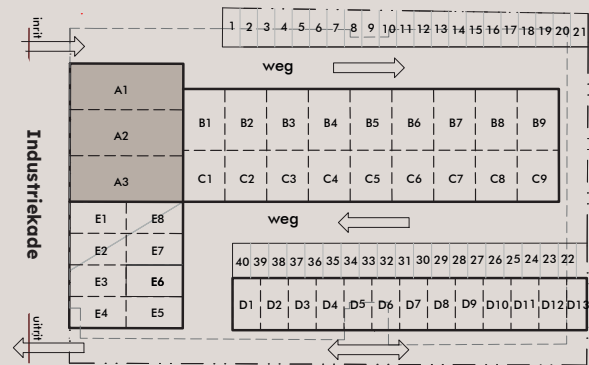 inrit
1 2 3 4 5 6 7 8 9 10 11 12 13 14 15 16 17 18 19 20 21
weg
A1
A2
A3
B1 B2 B3 B4 B5 B6 B7 B8 B9
C1 C2 C3 C4 C5 C6 C7 C8 C9
Industriekade
E1 E8
E2 E7
E3 E6
E4 E5
weg
40 39 38 37 36 35 34 33 32 31 30 29 28 27 26 25 24 23 22
D1 D2 D3 D4 D5 D6 D7 D8 D9 D10 D11 D12 D13
uitrit